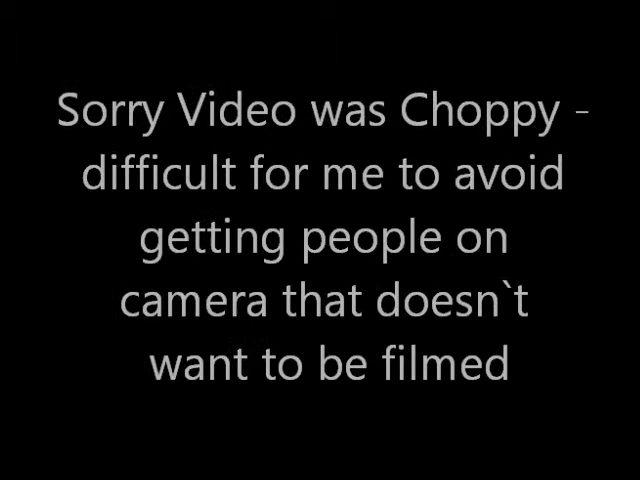 Sorry Video was Choppy -
difficult for me to avoid
getting people on
camera that doesn`t
want to be filmed